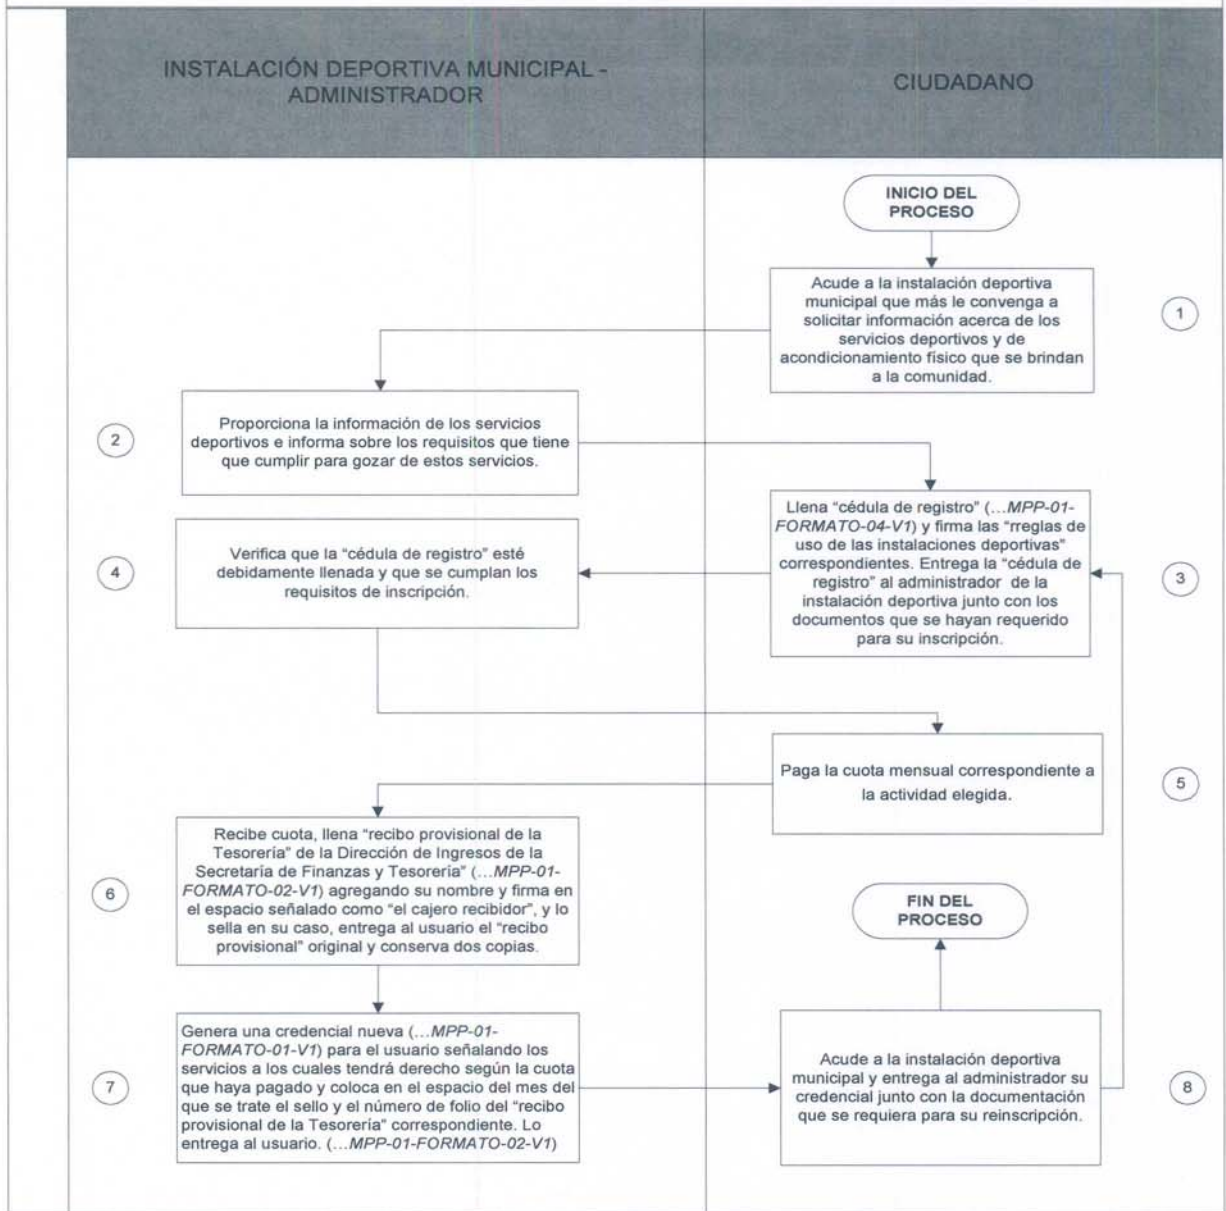 INSTALACIÓN DEPORTIVA MUNICIPAL -
ADMINISTRADOR
CIUDADANO
INICIO DEL
PROCESO
Acude a la instalación deportiva
municipal que más le convenga a
solicitar información acerca de los
servicios deportivos y de
acondicionamiento físico que se brindan
a la comunidad.
1
2
Proporciona la información de los servicios
deportivos e informa sobre los requisitos que tiene
que cumplir para gozar de estos servicios.
Llena “cédula de registro” (...MPP-01-
FORMATO-04-V1) y firma las “rreglas de
uso de las instalaciones deportivas”
correspondientes. Entrega la “cédula de
registro” al administrador de la
instalación deportiva junto con los
documentos que se hayan requerido
para su inscripción.
3
4
Verifica que la “cédula de registro” esté
debidamente llenada y que se cumplan los
requisitos de inscripción.
Paga la cuota mensual correspondiente a
la actividad elegida.
5
6
Recibe cuota, llena “recibo provisional de la
Tesorería” de la Dirección de Ingresos de la
Secretaría de Finanzas y Tesorería” (...MPP-01-
FORMATO-02-V1) agregando su nombre y firma en
el espacio señalado como “el cajero recibidor”, y lo
sella en su caso, entrega al usuario el “recibo
provisional” original y conserva dos copias.
FIN DEL
PROCESO
7
Genera una credencial nueva (...MPP-01-
FORMATO-01-V1) para el usuario señalando los
servicios a los cuales tendrá derecho según la cuota
que haya pagado y coloca en el espacio del mes del
que se trate el sello y el número de folio del “recibo
provisional de la Tesorería” correspondiente. Lo
entrega al usuario. (...MPP-01-FORMATO-02-V1)
Acude a la instalación deportiva
municipal y entrega al administrador su
credencial junto con la documentación
que se requiera para su reinscripción.
8